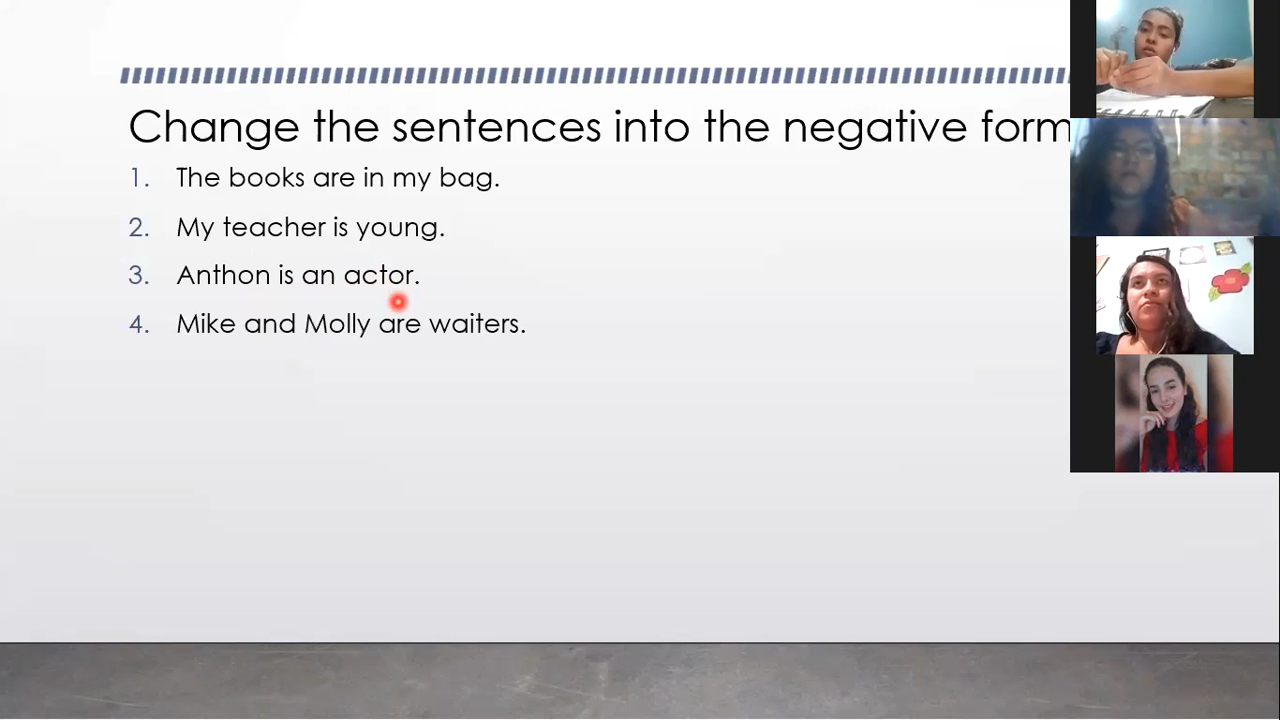 Change the sentences into the negative form
1. The books are in my bag.
2. My teacher is young.
3. Anthon is an actor.
4. Mike and Molly are waiters.